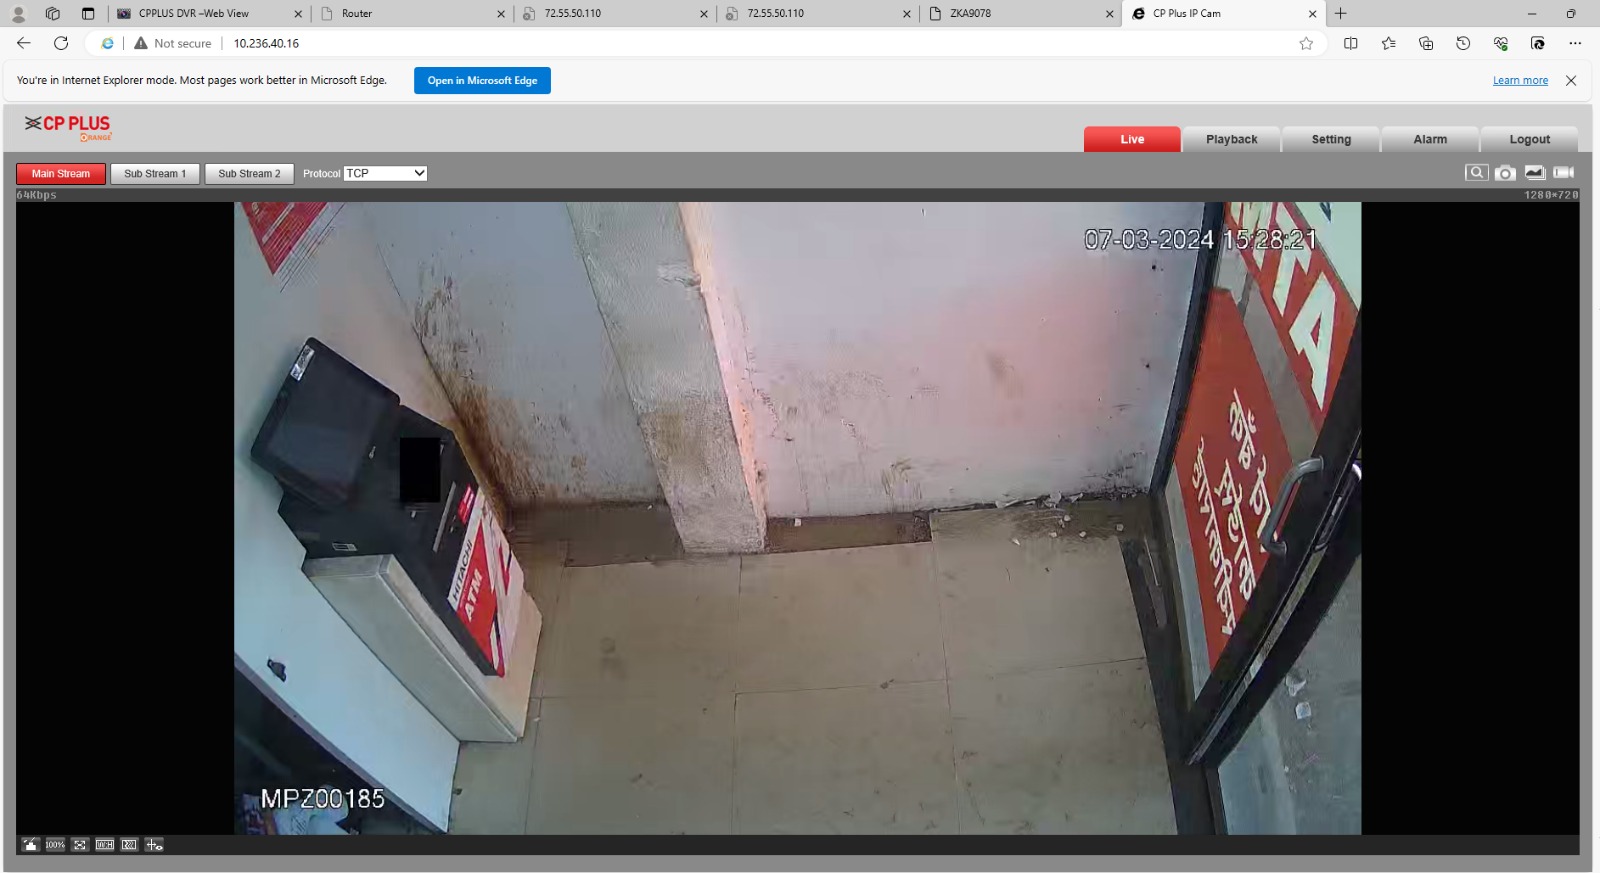 CPPLUS DVR –Web View
Router
72.55.50.110
72.55.50.110
ZKA9078
CP Plus IP Cam
Not secure
10.236.40.16
You're in Internet Explorer mode. Most pages work better in Microsoft Edge.
Open in Microsoft Edge
Learn more
CP PLUS
ORANGE
Live
Playback
Setting
Alarm
Logout
Main Stream
Sub Stream 1
Sub Stream 2
Protocol
TCP
64Kbps
1280*720
07-03-2024 15:28:21
HITACHI
ATM
MPZ00185
100%
W:H